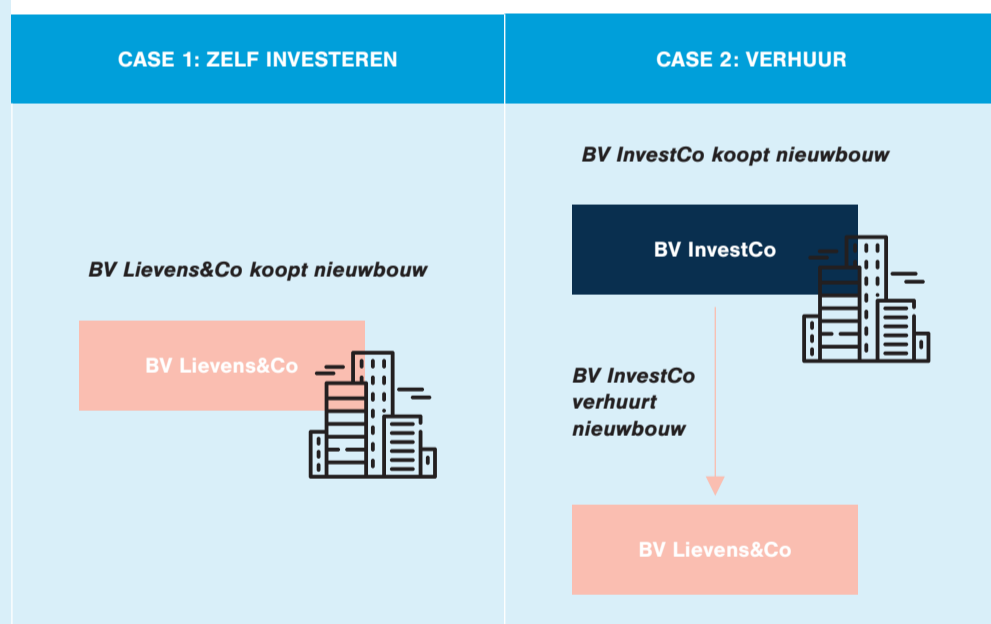 CASE 1: ZELF INVESTEREN
BV Lievens&Co koopt nieuwbouw
BV Lievens&Co
CASE 2: VERHUUR
BV InvestCo koopt nieuwbouw
BV InvestCo
BV InvestCo
verhuurt
nieuwbouw
BV Lievens&Co